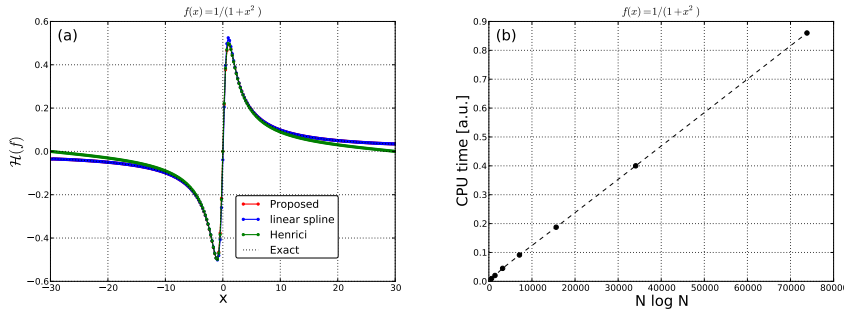 f(x)=1/(1+x²)
(a)
0.6
0.4
0.2
0.0
−0.2
−0.4
−0.6
ℋ(f)
Proposed
linear spline
Henrici
Exact
−30 −20 −10 0 10 20 30
x
f(x)=1/(1+x²)
(b)
0.9
0.8
0.7
0.6
0.5
0.4
0.3
0.2
0.1
0.0
CPU time [a.u.]
0 10000 20000 30000 40000 50000 60000 70000
N log N